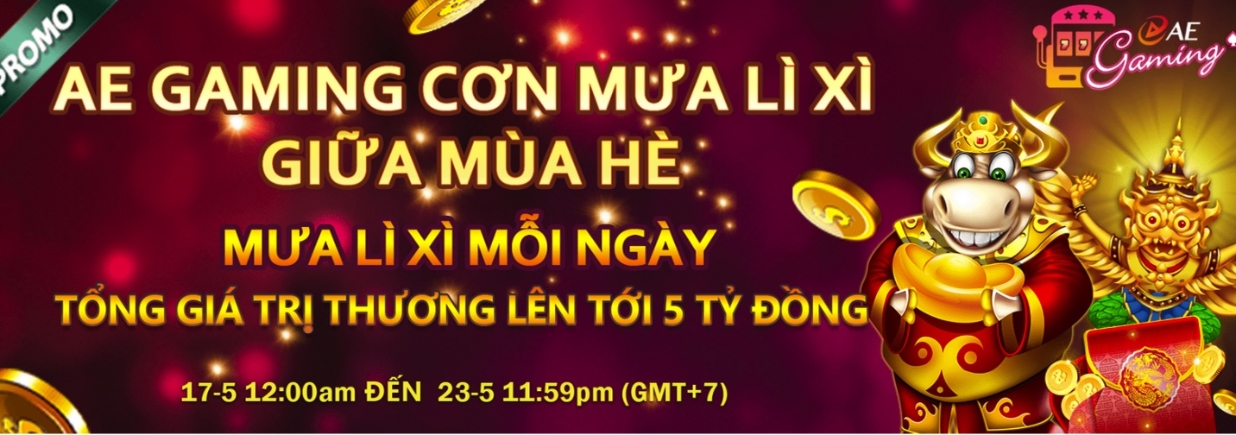 PROMO
AE
Gaming
AE GAMING CƠN MƯA LÌ XÌ
GIỮA MÙA HÈ
MƯA LÌ XÌ MỖI NGÀY
TỔNG GIÁ TRỊ THƯƠNG LÊN TỚI 5 TỶ ĐỒNG
17-5 12:00am ĐẾN 23-5 11:59pm (GMT+7)